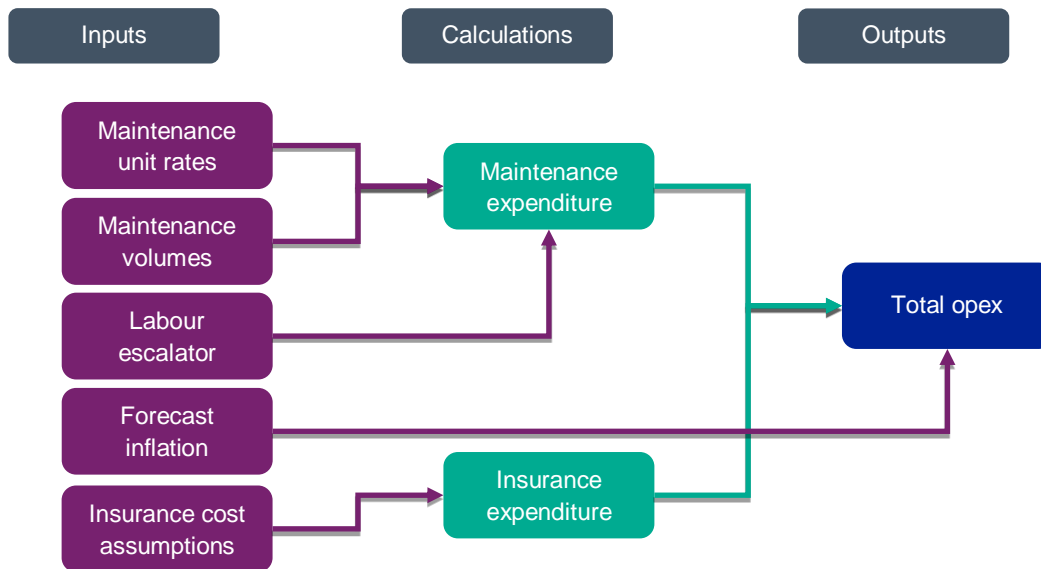 Inputs
Calculations
Outputs
Maintenance
unit rates
Maintenance
volumes
Labour
escalator
Forecast
inflation
Insurance cost
assumptions
Maintenance
expenditure
Insurance
expenditure
Total opex